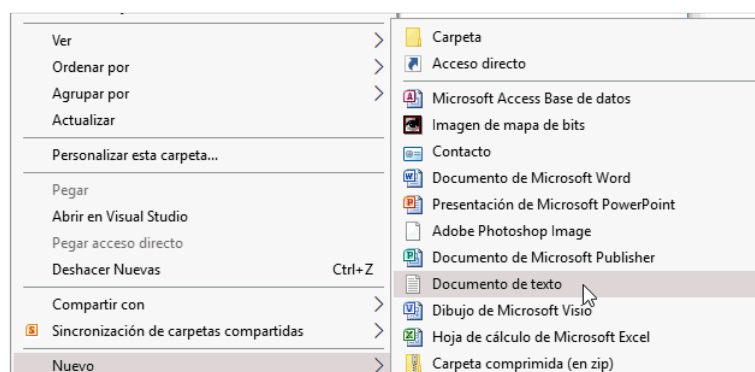 Ver
Ordenar por
Agrupar por
Actualizar
Personalizar esta carpeta...
Pegar
Abrir en Visual Studio
Pegar acceso directo
Deshacer Nuevas Ctrl+Z
Compartir con
Sincronización de carpetas compartidas
Nuevo
Carpeta
Acceso directo
Microsoft Access Base de datos
Imagen de mapa de bits
Contacto
Documento de Microsoft Word
Presentación de Microsoft PowerPoint
Adobe Photoshop Image
Documento de Microsoft Publisher
Documento de texto
Dibujo de Microsoft Visio
Hoja de cálculo de Microsoft Excel
Carpeta comprimida (en zip)